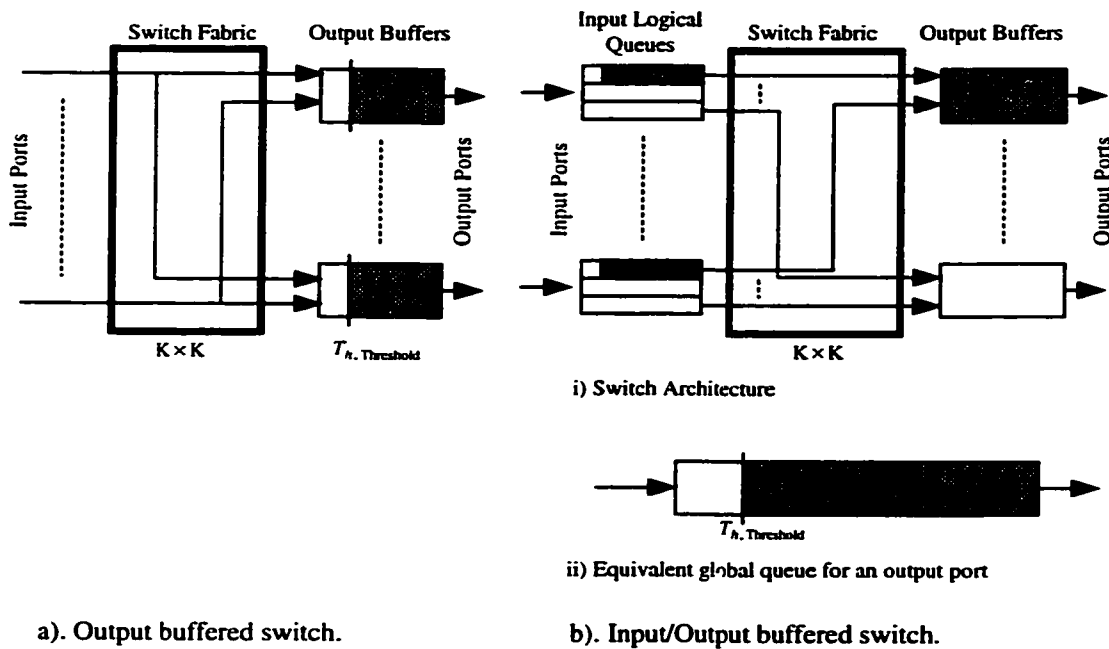 Switch Fabric
Output Buffers
Input Ports
Output Ports
K × K
T_h, Threshold
Input Logical
Queues
Switch Fabric
Output Buffers
Input Ports
Output Ports
K × K
i) Switch Architecture
T_h, Threshold
ii) Equivalent global queue for an output port
a). Output buffered switch.
b). Input/Output buffered switch.